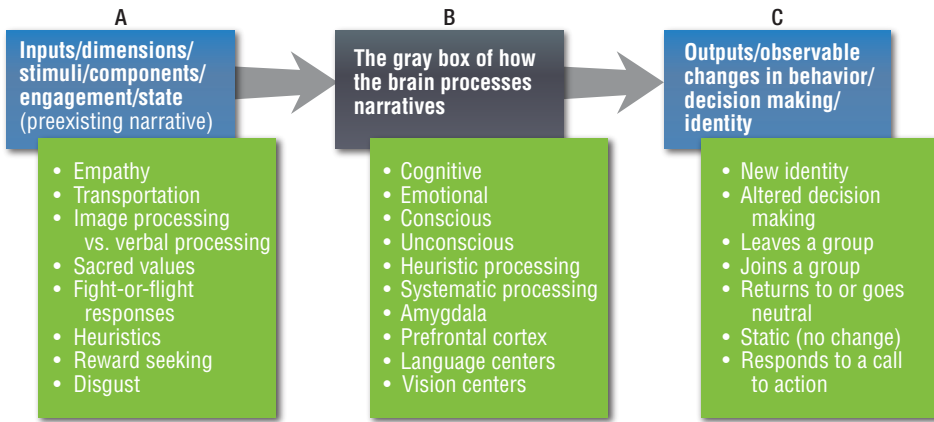 A
Inputs/dimensions/
stimuli/components/
engagement/state
(preexisting narrative)
• Empathy
• Transportation
• Image processing
vs. verbal processing
• Sacred values
• Fight-or-flight
responses
• Heuristics
• Reward seeking
• Disgust
B
The gray box of how
the brain processes
narratives
• Cognitive
• Emotional
• Conscious
• Unconscious
• Heuristic processing
• Systematic processing
• Amygdala
• Prefrontal cortex
• Language centers
• Vision centers
C
Outputs/observable
changes in behavior/
decision making/
identity
• New identity
• Altered decision
making
• Leaves a group
• Joins a group
• Returns to or goes
neutral
• Static (no change)
• Responds to a call
to action